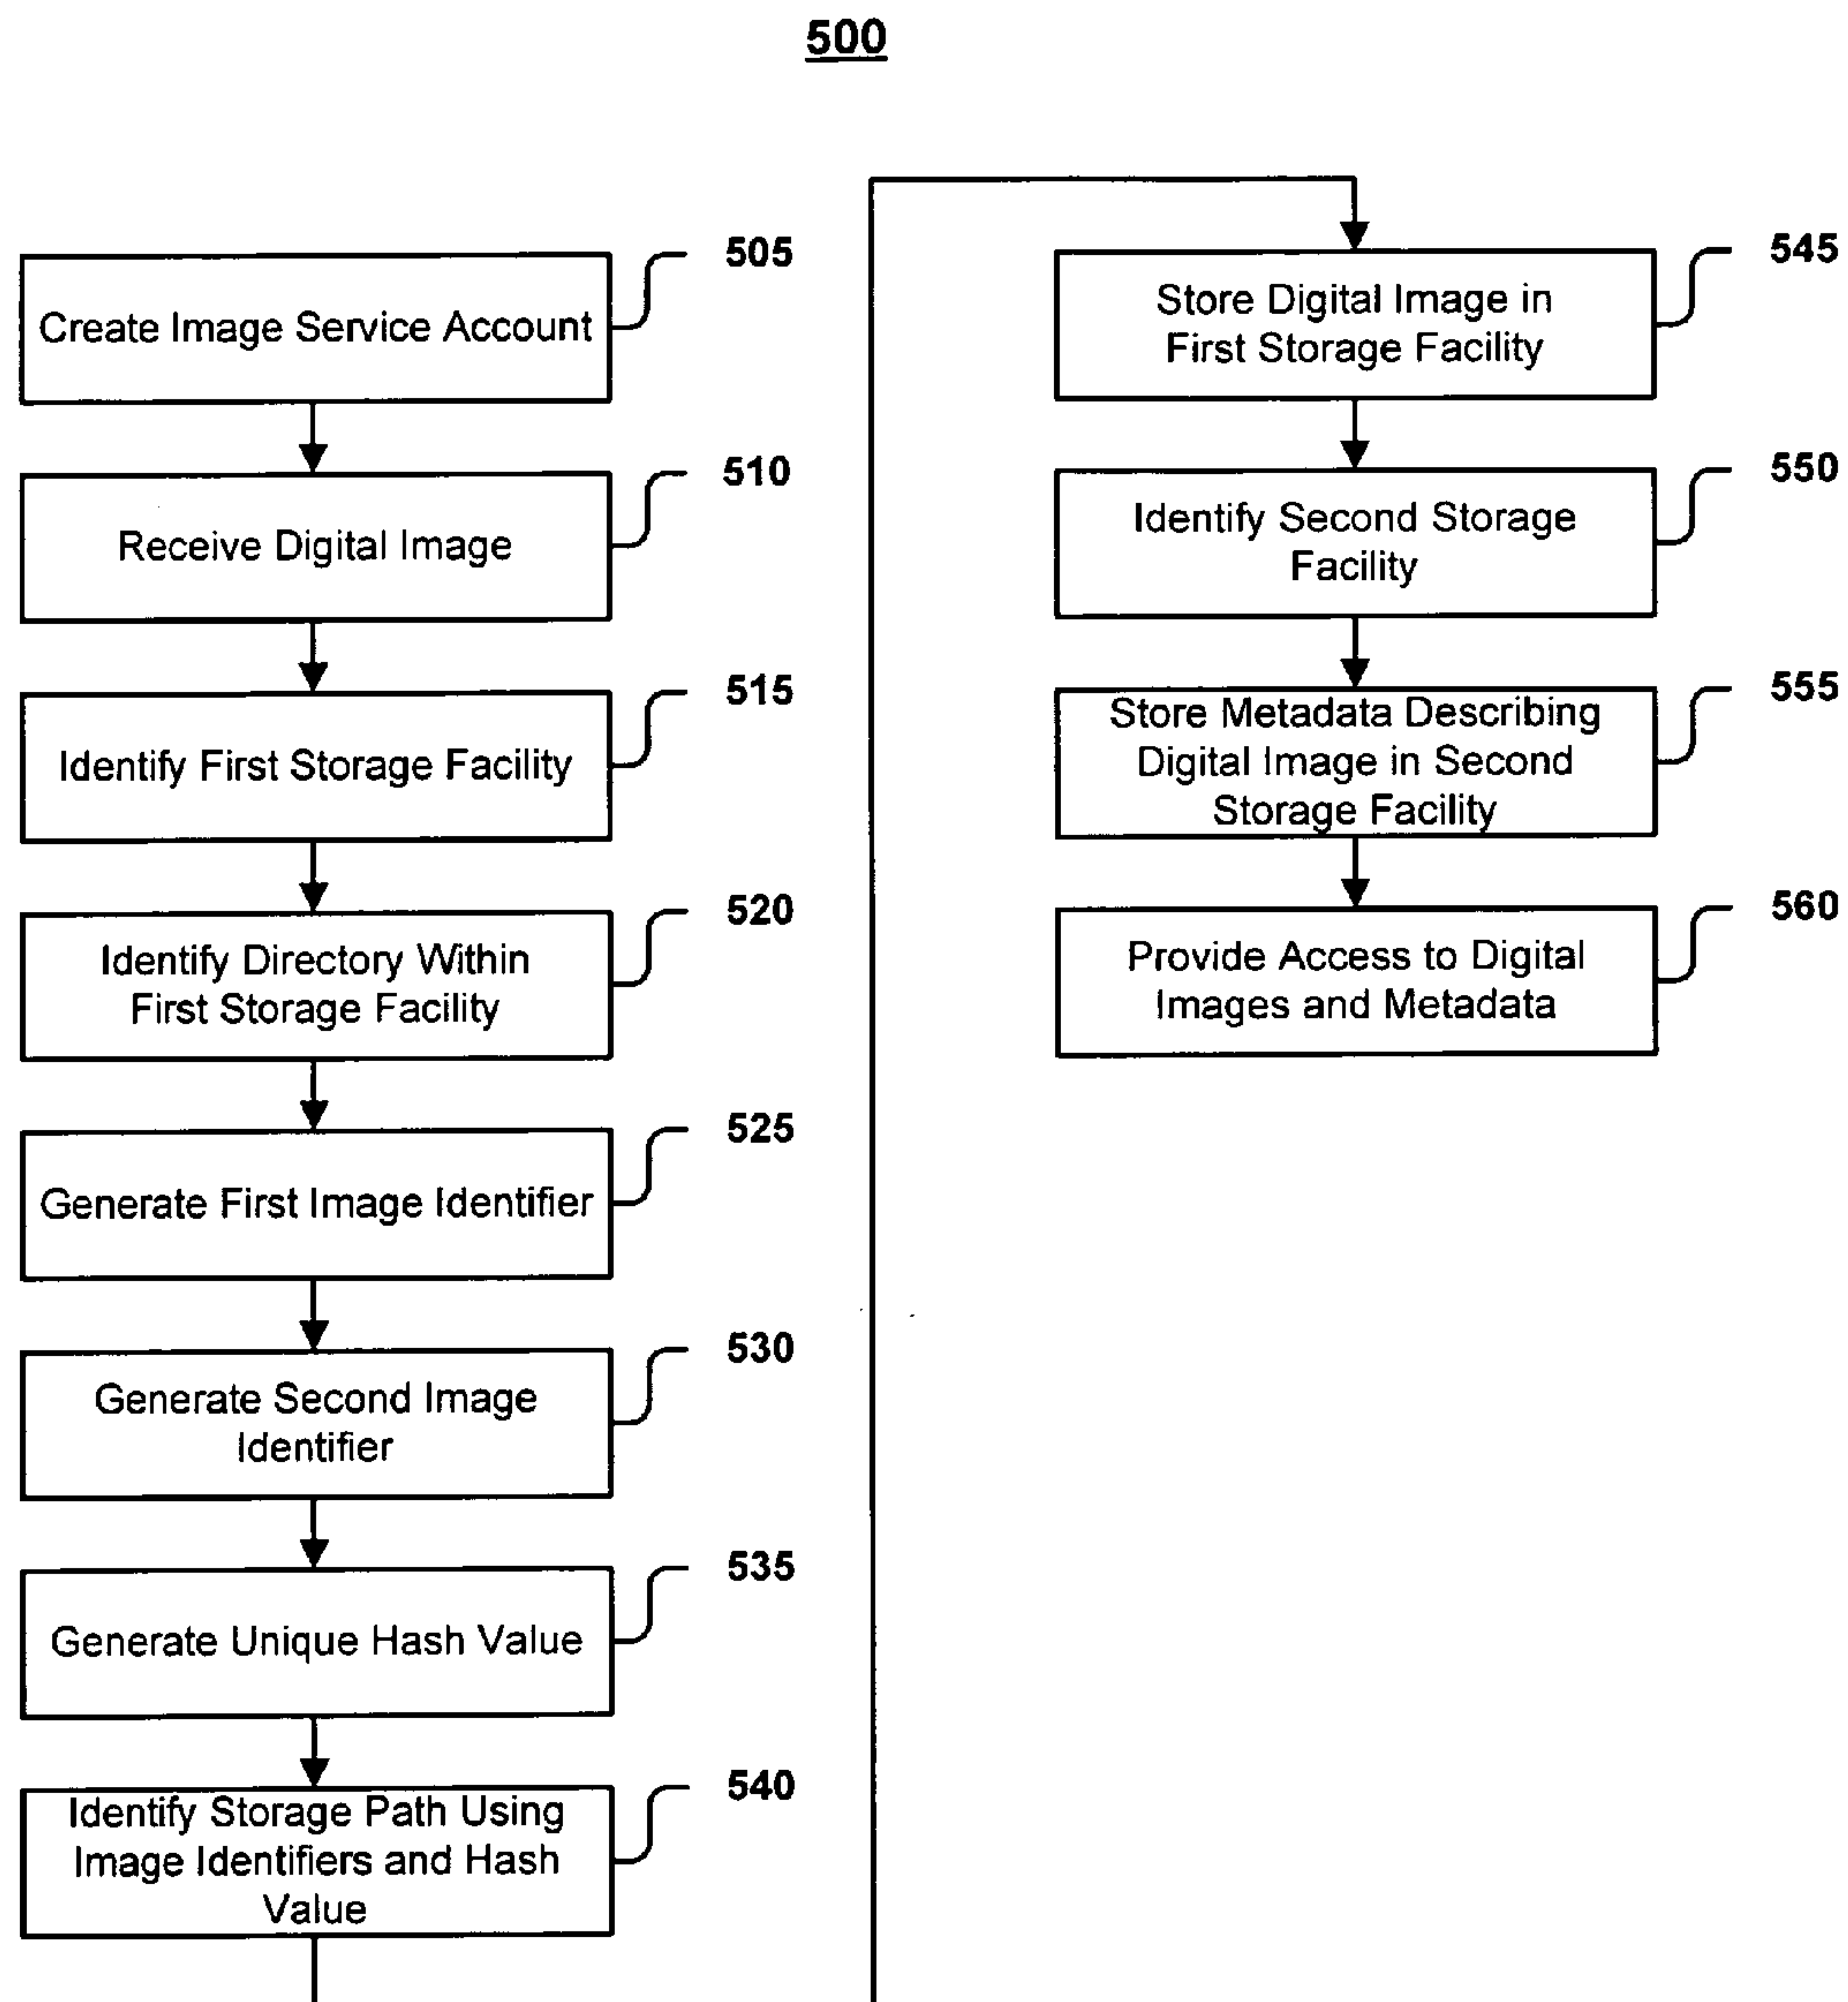 500
505
Create Image Service Account
510
Receive Digital Image
515
Identify First Storage Facility
520
Identify Directory Within
First Storage Facility
525
Generate First Image Identifier
530
Generate Second Image
Identifier
535
Generate Unique Hash Value
540
Identify Storage Path Using
Image Identifiers and Hash
Value
545
Store Digital Image in
First Storage Facility
550
Identify Second Storage
Facility
555
Store Metadata Describing
Digital Image in Second
Storage Facility
560
Provide Access to Digital
Images and Metadata